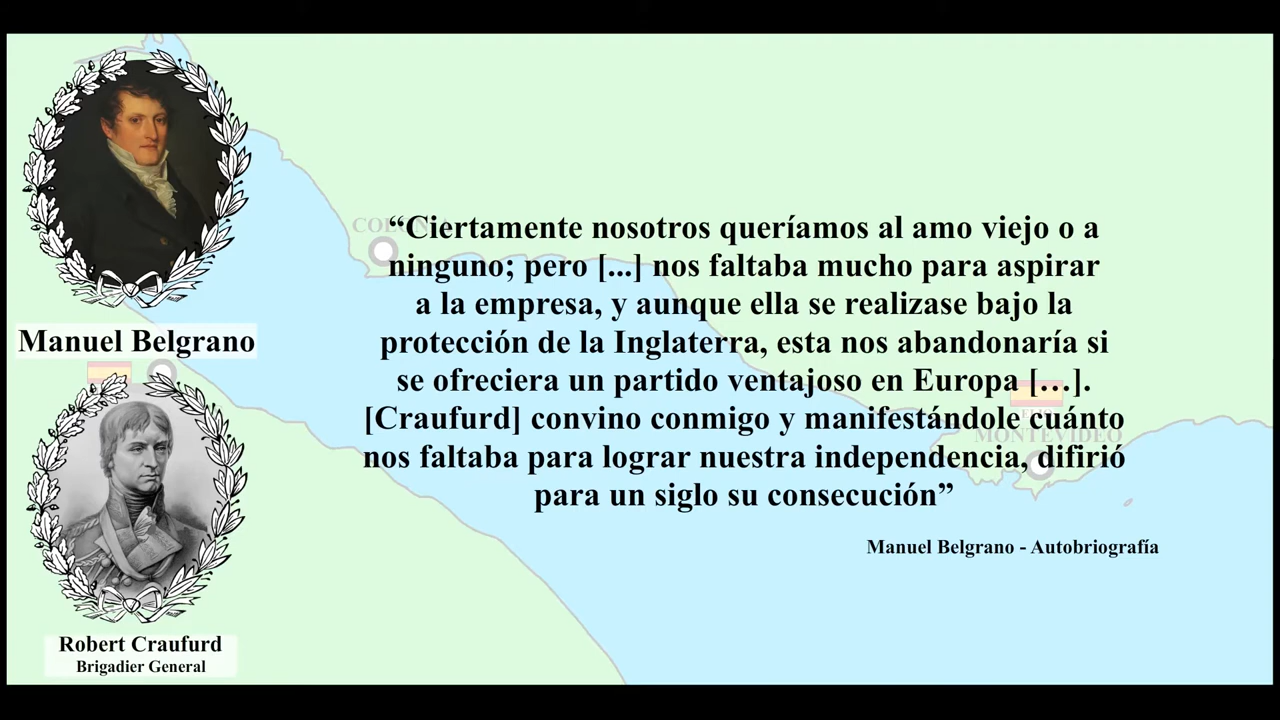 Manuel Belgrano
Robert Craufurd
Brigadier General
“Ciertamente nosotros queríamos al amo viejo o a
ninguno; pero [...] nos faltaba mucho para aspirar
a la empresa, y aunque ella se realizase bajo la
protección de la Inglaterra, esta nos abandonaría si
se ofreciera un partido ventajoso en Europa […].
[Craufurd] convino conmigo y manifestándole cuánto
nos faltaba para lograr nuestra independencia, difirió
para un siglo su consecución”
Manuel Belgrano - Autobriografía
MONTEVIDEO